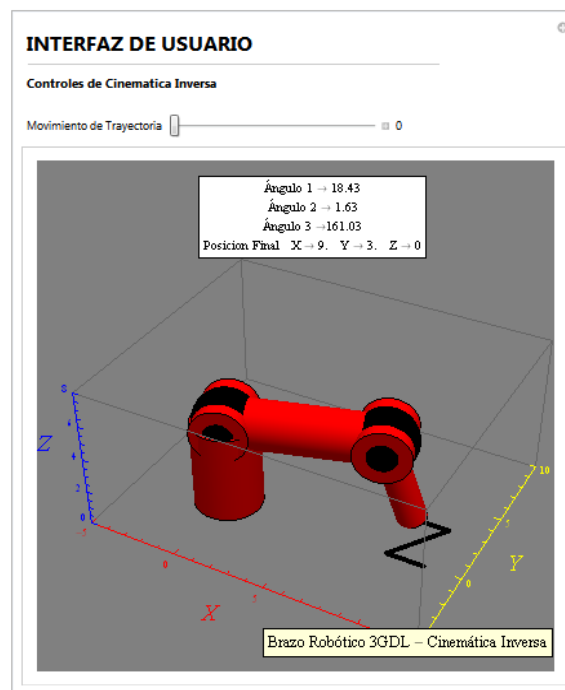 INTERFAZ DE USUARIO
Controles de Cinematica Inversa
Movimiento de Trayectoria 0
Ángulo 1 → 18.43
Ángulo 2 → 1.63
Ángulo 3 →161.03
Posicion Final X→9. Y→3. Z→0
8
Z
4
2
0
-5
0
5
X
10
5
0
Y
Brazo Robótico 3GDL – Cinemática Inversa